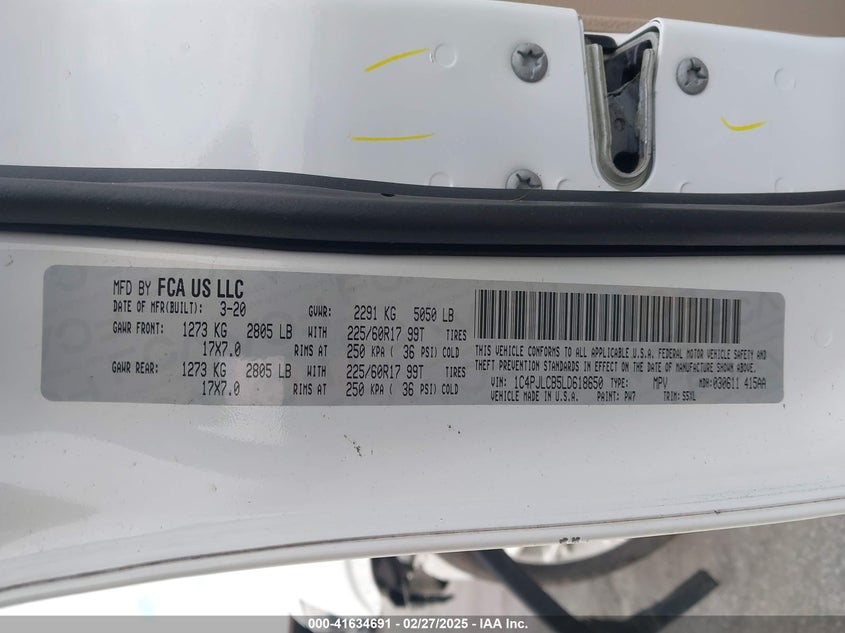 MFD BY FCA US LLC
DATE OF MFR(BUILT): 3-20 GVWR: 2291 KG 5050 LB
GAWR FRONT: 1273 KG 2805 LB WITH 225/60R17 99T TIRES
17X7.0 RIMS AT 250 KPA ( 36 PSI) COLD
GAWR REAR: 1273 KG 2805 LB WITH 225/60R17 99T TIRES
17X7.0 RIMS AT 250 KPA ( 36 PSI) COLD
THIS VEHICLE CONFORMS TO ALL APPLICABLE U.S.A. FEDERAL MOTOR VEHICLE SAFETY AND
THEFT PREVENTION STANDARDS IN EFFECT ON THE DATE OF MANUFACTURE SHOWN ABOVE.
VIN: 1C4PJLCB5LD618650 TYPE: MPV MDH: 030611 415AA
VEHICLE MADE IN U.S.A. PAINT: PW7 TRIM: S5XL
000-41634691 - 02/27/2025 - IAA Inc.